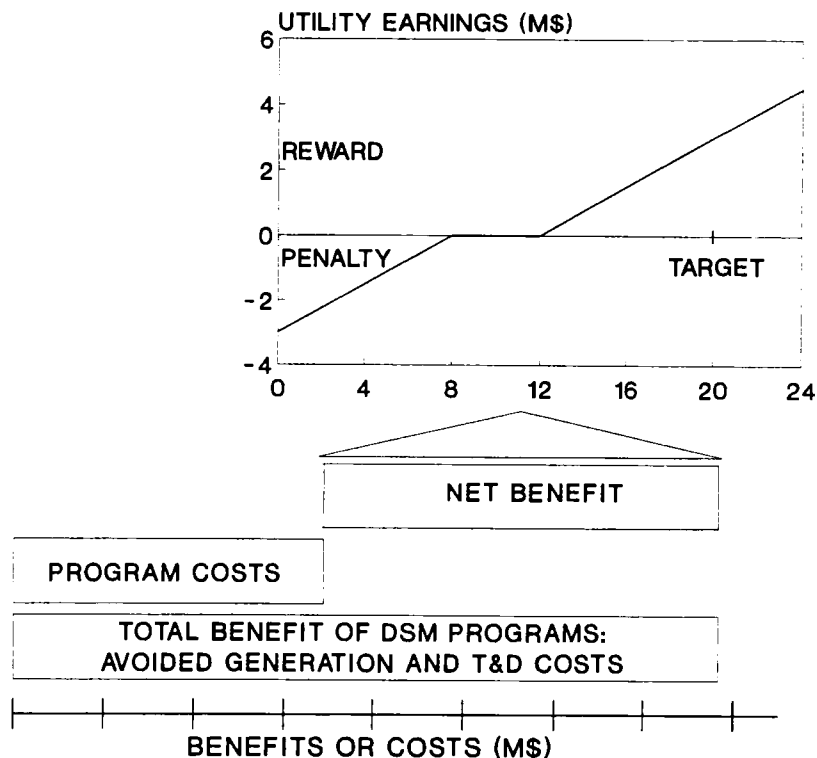 UTILITY EARNINGS (M$)
6
4
REWARD
2
0
PENALTY
TARGET
-2
-4
0 4 8 12 16 20 24
NET BENEFIT
PROGRAM COSTS
TOTAL BENEFIT OF DSM PROGRAMS:
AVOIDED GENERATION AND T&D COSTS
BENEFITS OR COSTS (M$)